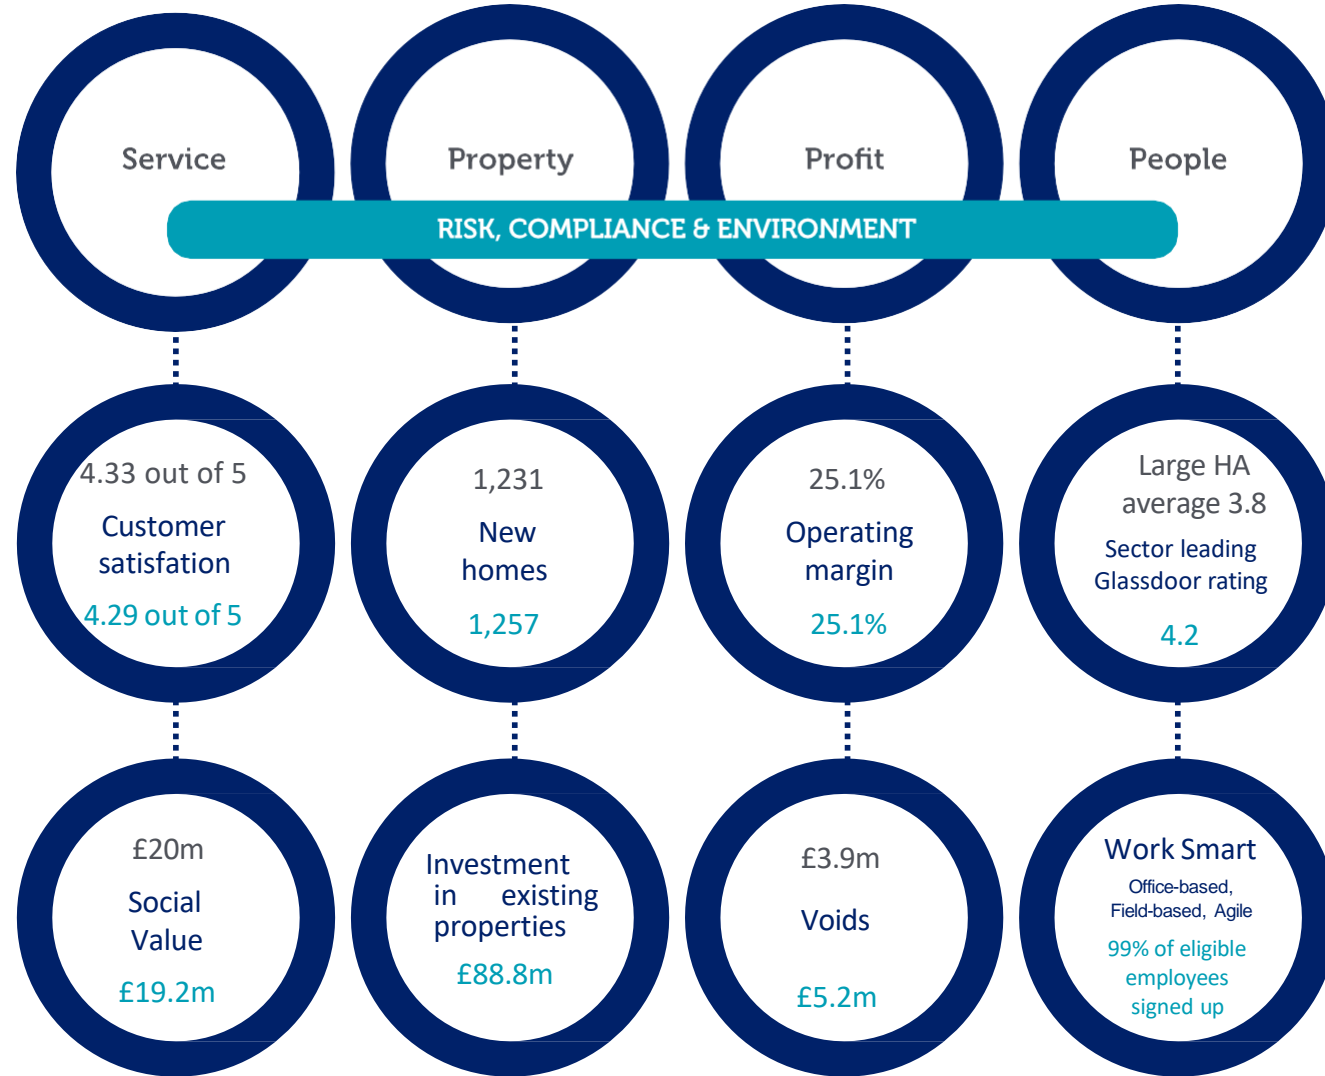 Service
Property
Profit
People
RISK, COMPLIANCE & ENVIRONMENT
4.33 out of 5
Customer
satisfation
4.29 out of 5
1,231
New
homes
1,257
25.1%
Operating
margin
25.1%
Large HA
average 3.8
Sector leading
Glassdoor rating
4.2
£20m
Social
Value
£19.2m
Investment
in existing
properties
£88.8m
£3.9m
Voids
£5.2m
Work Smart
Office-based,
Field-based, Agile
99% of eligible
employees
signed up